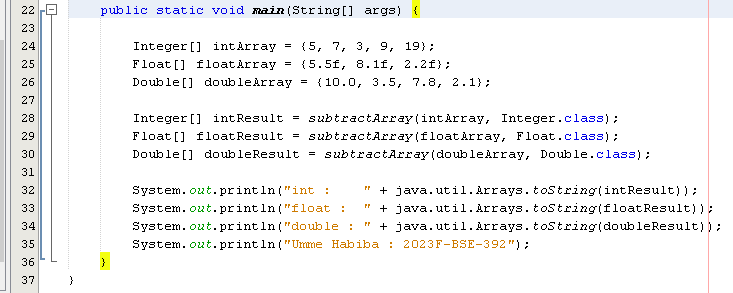 22 public static void main(String[] args) {
23
24 Integer[] intArray = {5, 7, 3, 9, 19};
25 Float[] floatArray = {5.5f, 8.1f, 2.2f};
26 Double[] doubleArray = {10.0, 3.5, 7.8, 2.1};
27
28 Integer[] intResult = subtractArray(intArray, Integer.class);
29 Float[] floatResult = subtractArray(floatArray, Float.class);
30 Double[] doubleResult = subtractArray(doubleArray, Double.class);
31
32 System.out.println("int :    " + java.util.Arrays.toString(intResult));
33 System.out.println("float :  " + java.util.Arrays.toString(floatResult));
34 System.out.println("double : " + java.util.Arrays.toString(doubleResult));
35 System.out.println("Umme Habiba : 2023F-BSE-392");
36 }
37 }